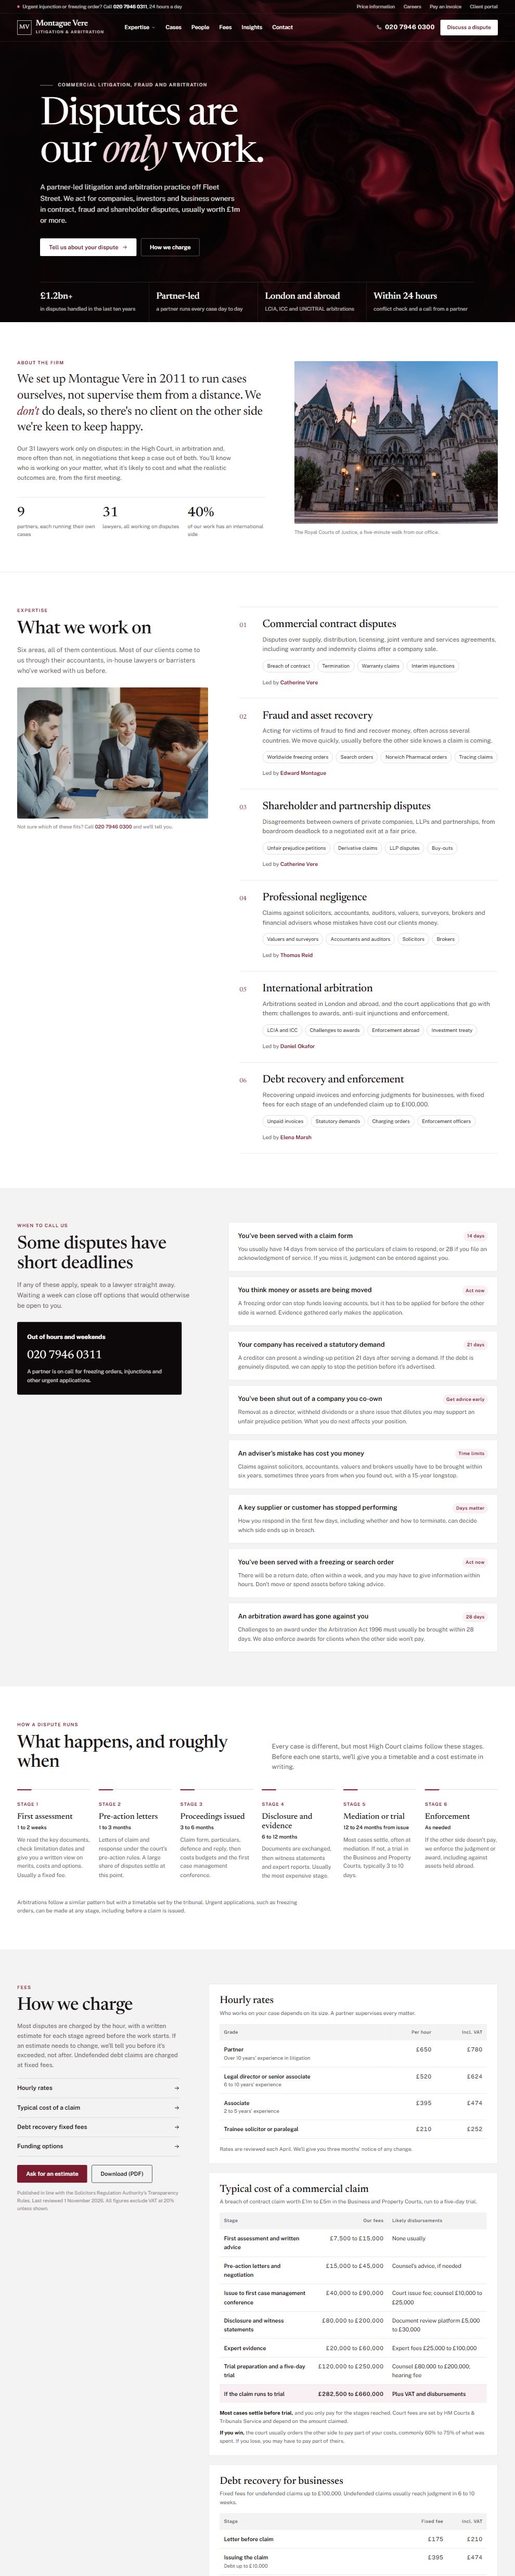 Urgent injunction or freezing order? Call 020 7946 0311, 24 hours a day
Price information Careers Pay an invoice Client portal
MV Montague Vere
LITIGATION & ARBITRATION
Expertise Cases People Fees Insights Contact
020 7946 0300
Discuss a dispute
COMMERCIAL LITIGATION, FRAUD AND ARBITRATION
Disputes are
our only work.
A partner-led litigation and arbitration practice off Fleet
Street. We act for companies, investors and business owners
in contract, fraud and shareholder disputes, usually worth £1m
or more.
Tell us about your dispute →
How we charge
£1.2bn+
in disputes handled in the last ten years
Partner-led
a partner runs every case day to day
London and abroad
LCIA, ICC and UNCITRAL arbitrations
Within 24 hours
conflict check and a call from a partner
ABOUT THE FIRM
We set up Montague Vere in 2011 to run cases
ourselves, not supervise them from a distance. We
don't do deals, so there's no client on the other side
we're keen to keep happy.
Our 31 lawyers work only on disputes: in the High Court, in arbitration and,
more often than not, in negotiations that keep a case out of both. You'll know
who is working on your matter, what it's likely to cost and what the realistic
outcomes are, from the first meeting.
9
partners, each running their own
cases
31
lawyers, all working on disputes
40%
of our work has an international
side
The Royal Courts of Justice, a five-minute walk from our office.
EXPERTISE
What we work on
Six areas, all of them contentious. Most of our clients come to
us through their accountants, in-house lawyers or barristers
who've worked with us before.
Not sure which of these fits? Call 020 7946 0300 and we'll tell you.
01
Commercial contract disputes
Disputes over supply, distribution, licensing, joint venture and services agreements,
including warranty and indemnity claims after a company sale.
Breach of contract Termination Warranty claims Interim injunctions
Led by Catherine Vere
02
Fraud and asset recovery
Acting for victims of fraud to find and recover money, often across several
countries. We move quickly, usually before the other side knows a claim is coming.
Worldwide freezing orders Search orders Norwich Pharmacal orders Tracing claims
Led by Edward Montague
03
Shareholder and partnership disputes
Disagreements between owners of private companies, LLPs and partnerships, from
boardroom deadlock to a negotiated exit at a fair price.
Unfair prejudice petitions Derivative claims LLP disputes Buy-outs
Led by Catherine Vere
04
Professional negligence
Claims against solicitors, accountants, auditors, valuers, surveyors, brokers and
financial advisers whose mistakes have cost our clients money.
Valuers and surveyors Accountants and auditors Solicitors Brokers
Led by Thomas Reid
05
International arbitration
Arbitrations seated in London and abroad, and the court applications that go with
them: challenges to awards, anti-suit injunctions and enforcement.
LCIA and ICC Challenges to awards Enforcement abroad Investment treaty
Led by Daniel Okafor
06
Debt recovery and enforcement
Recovering unpaid invoices and enforcing judgments for businesses, with fixed
fees for each stage of an undefended claim up to £100,000.
Unpaid invoices Statutory demands Charging orders Enforcement officers
Led by Elena Marsh
WHEN TO CALL US
Some disputes have
short deadlines
If any of these apply, speak to a lawyer straight away.
Waiting a week can close off options that would otherwise
be open to you.
Out of hours and weekends
020 7946 0311
A partner is on call for freezing orders, injunctions and
other urgent applications.
You've been served with a claim form
14 days
You usually have 14 days from service of the particulars of claim to respond, or 28 if you file an
acknowledgment of service. If you miss it, judgment can be entered against you.
You think money or assets are being moved
Act now
A freezing order can stop funds leaving accounts, but it has to be applied for before the other
side is warned. Evidence gathered early makes the application.
Your company has received a statutory demand
21 days
A creditor can present a winding-up petition 21 days after serving a demand. If the debt is
genuinely disputed, we can apply to stop the petition before it's advertised.
You've been shut out of a company you co-own
Get advice early
Removal as a director, withheld dividends or a share issue that dilutes you may support an
unfair prejudice petition. What you do next affects your position.
An adviser's mistake has cost you money
Time limits
Claims against solicitors, accountants, valuers and brokers usually have to be brought within
six years, sometimes three years from when you found out, with a 15-year longstop.
A key supplier or customer has stopped performing
Days matter
How you respond in the first few days, including whether and how to terminate, can decide
which side ends up in breach.
You've been served with a freezing or search order
Act now
There will be a return date, often within a week, and you may have to give information within
hours. Don't move or spend assets before taking advice.
An arbitration award has gone against you
28 days
Challenges to an award under the Arbitration Act 1996 must usually be brought within 28
days. We also enforce awards for clients when the other side won't pay.
HOW A DISPUTE RUNS
What happens, and roughly
when
Every case is different, but most High Court claims follow these stages.
Before each one starts, we'll give you a timetable and a cost estimate in
writing.
STAGE 1
First assessment
1 to 2 weeks
We read the key documents,
check limitation dates and
give you a written view on
merits, costs and options.
Usually a fixed fee.
STAGE 2
Pre-action letters
1 to 3 months
Letters of claim and
response under the court's
pre-action rules. A large
share of disputes settle at
this point.
STAGE 3
Proceedings issued
3 to 6 months
Claim form, particulars,
defence and reply, then
costs budgets and the first
case management
conference.
STAGE 4
Disclosure and
evidence
6 to 12 months
Documents are exchanged,
then witness statements
and expert reports. Usually
the most expensive stage.
STAGE 5
Mediation or trial
12 to 24 months from issue
Most cases settle, often at
mediation. If not, a trial in
the Business and Property
Courts, typically 3 to 10
days.
STAGE 6
Enforcement
As needed
If the other side doesn't pay,
we enforce the judgment or
award, including against
assets held abroad.
Arbitrations follow a similar pattern but with a timetable set by the tribunal. Urgent applications, such as freezing
orders, can be made at any stage, including before a claim is issued.
FEES
How we charge
Most disputes are charged by the hour, with a written
estimate for each stage agreed before the work starts. If
an estimate needs to change, we'll tell you before it's
exceeded, not after. Undefended debt claims are charged
at fixed fees.
Hourly rates →
Typical cost of a claim →
Debt recovery fixed fees →
Funding options →
Ask for an estimate
Download (PDF)
Published in line with the Solicitors Regulation Authority's Transparency
Rules. Last reviewed 1 November 2025. All figures exclude VAT at 20%
unless shown.
Hourly rates
Who works on your case depends on its size. A partner supervises every matter.
Grade Per hour Incl. VAT
Partner £650 £780
Over 10 years' experience in litigation
Legal director or senior associate £520 £624
6 to 10 years' experience
Associate £395 £474
2 to 5 years' experience
Trainee solicitor or paralegal £210 £252
Rates are reviewed each April. We'll give you three months' notice of any change.
Typical cost of a commercial claim
A breach of contract claim worth £1m to £5m in the Business and Property Courts, run to a five-day trial.
Stage Our fees Likely disbursements
First assessment and written
advice
£7,500 to £15,000 None usually
Pre-action letters and
negotiation
£15,000 to £45,000 Counsel's advice, if needed
Issue to first case management
conference
£40,000 to £90,000 Court issue fee; counsel £10,000 to
£25,000
Disclosure and witness
statements
£80,000 to £200,000 Document review platform £5,000
to £30,000
Expert evidence £20,000 to £60,000 Expert fees £25,000 to £100,000
Trial preparation and a five-day
trial
£120,000 to £250,000 Counsel £80,000 to £200,000;
hearing fee
If the claim runs to trial £282,500 to £660,000 Plus VAT and disbursements
Most cases settle before trial, and you only pay for the stages reached. Court fees are set by HM Courts &
Tribunals Service and depend on the amount claimed.
If you win, the court usually orders the other side to pay part of your costs, commonly 60% to 75% of what was
spent. If you lose, you may have to pay part of theirs.
Debt recovery for businesses
Fixed fees for undefended claims up to £100,000. Undefended claims usually reach judgment in 6 to 10
weeks.
Stage Fixed fee Incl. VAT
Letter before claim £175 £210
Issuing the claim £395 £474
Debt up to £10,000